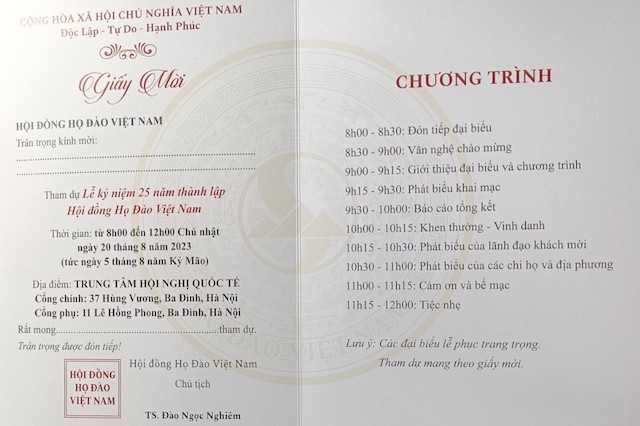 CỘNG HÒA XÃ HỘI CHỦ NGHĨA VIỆT NAM
Độc Lập - Tự Do - Hạnh Phúc
Giấy Mời
HỘI ĐỒNG HỌ ĐÀO VIỆT NAM
Trân trọng kính mời:
Tham dự Lễ kỷ niệm 25 năm thành lập
Hội đồng Họ Đào Việt Nam
Thời gian: từ 8h00 đến 12h00 Chủ nhật
ngày 20 tháng 8 năm 2023
(tức ngày 5 tháng 8 năm Kỷ Mão)
Địa điểm: TRUNG TÂM HỘI NGHỊ QUỐC TẾ
Cổng chính: 37 Hùng Vương, Ba Đình, Hà Nội
Cổng phụ: 11 Lê Hồng Phong, Ba Đình, Hà Nội
Rất mong........................................ tham dự.
Trân trọng được đón tiếp!
Hội đồng Họ Đào Việt Nam
Chủ tịch
HỘI ĐỒNG
HỌ ĐÀO
VIỆT NAM
TS. Đào Ngọc Nghiêm
CHƯƠNG TRÌNH
8h00 - 8h30: Đón tiếp đại biểu
8h30 - 9h00: Văn nghệ chào mừng
9h00 - 9h15: Giới thiệu đại biểu và chương trình
9h15 - 9h30: Phát biểu khai mạc
9h30 - 10h00: Báo cáo tổng kết
10h00 - 10h15: Khen thưởng - Vinh danh
10h15 - 10h30: Phát biểu của lãnh đạo khách mời
10h30 - 11h00: Phát biểu của các chi họ và địa phương
11h00 - 11h15: Cảm ơn và bế mạc
11h15 - 12h00: Tiệc nhẹ
Lưu ý: Các đại biểu lễ phục trang trọng.
Tham dự mang theo giấy mời.
ĐÀO VIỆT NAM